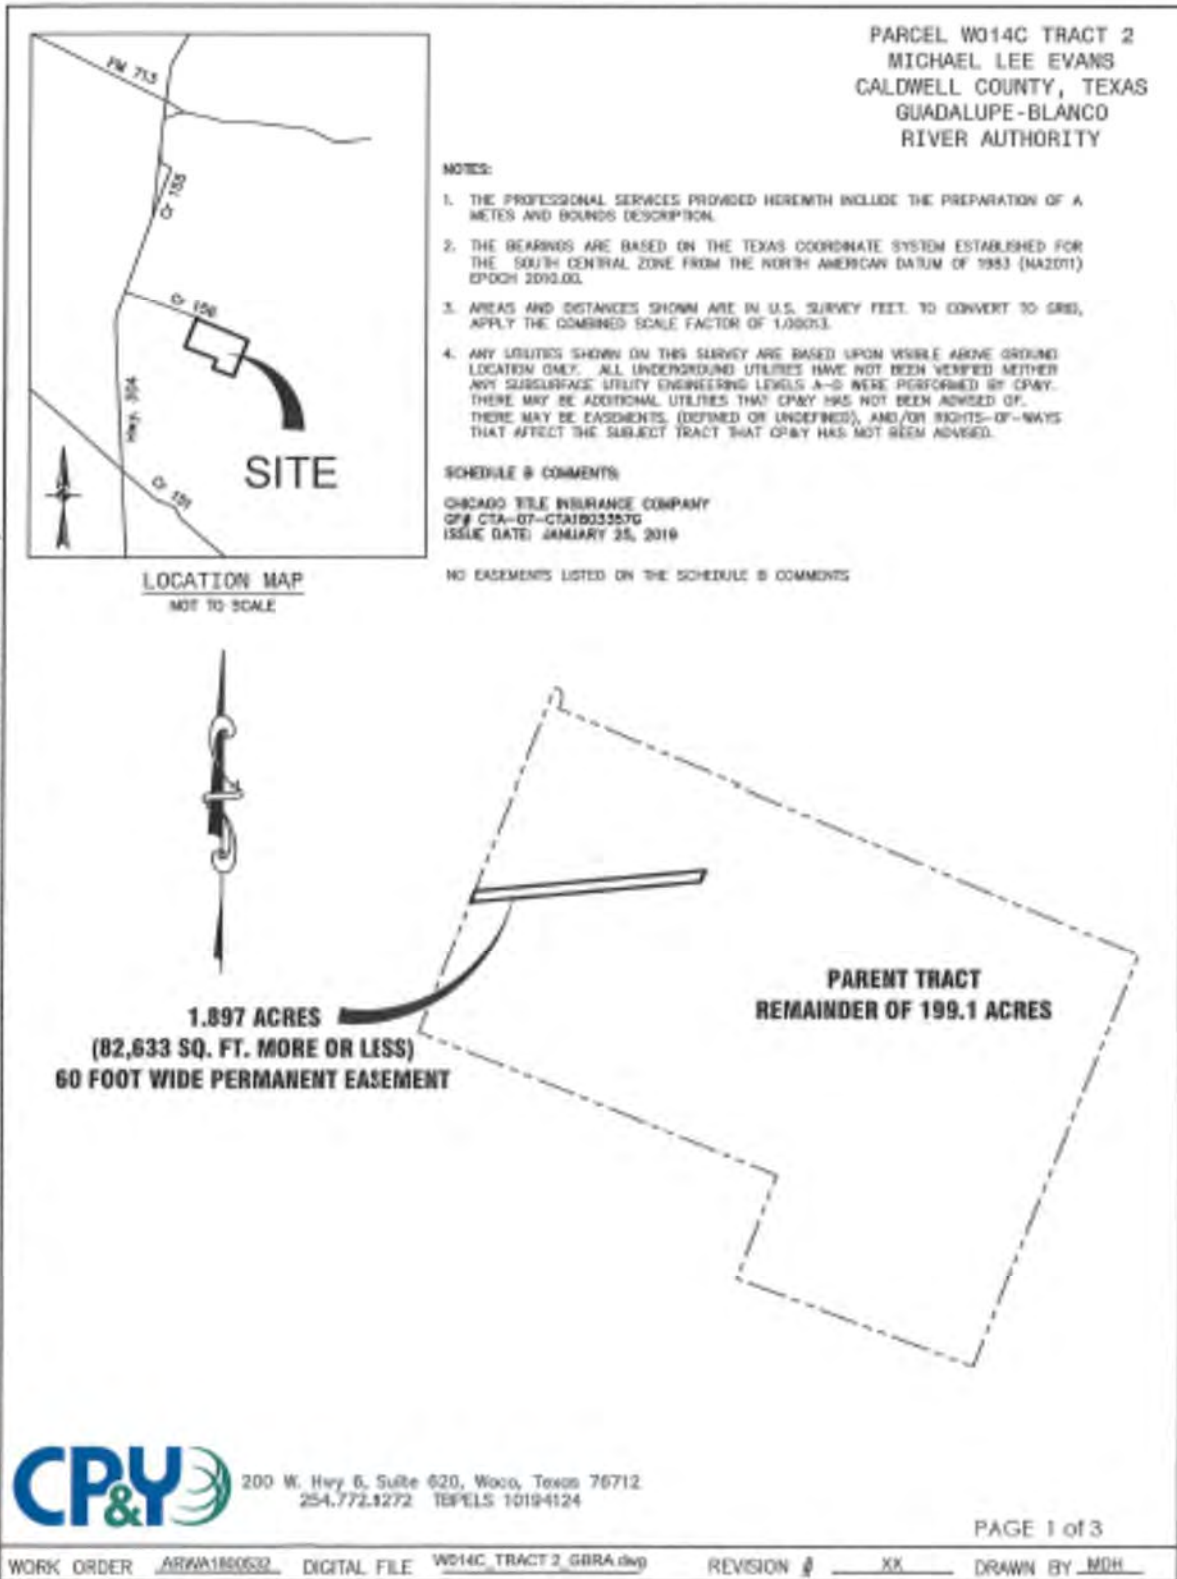 PARCEL W014C TRACT 2
MICHAEL LEE EVANS
CALDWELL COUNTY, TEXAS
GUADALUPE-BLANCO
RIVER AUTHORITY
FM 713
Cr 155
Cr 156
Hwy. 304
Cr 191
SITE
LOCATION MAP
NOT TO SCALE
NOTES:
1. THE PROFESSIONAL SERVICES PROVIDED HEREWITH INCLUDE THE PREPARATION OF A
METES AND BOUNDS DESCRIPTION.
2. THE BEARINGS ARE BASED ON THE TEXAS COORDINATE SYSTEM ESTABLISHED FOR
THE SOUTH CENTRAL ZONE FROM THE NORTH AMERICAN DATUM OF 1983 (NA2011)
EPOCH 2010.00.
3. AREAS AND DISTANCES SHOWN ARE IN U.S. SURVEY FEET. TO CONVERT TO GRID,
APPLY THE COMBINED SCALE FACTOR OF 1.00013.
4. ANY UTILITIES SHOWN ON THIS SURVEY ARE BASED UPON VISIBLE ABOVE GROUND
LOCATION ONLY. ALL UNDERGROUND UTILITIES HAVE NOT BEEN VERIFIED NEITHER
ANY SUBSURFACE UTILITY ENGINEERING LEVELS A-D WERE PERFORMED BY CP&Y.
THERE MAY BE ADDITIONAL UTILITIES THAT CP&Y HAS NOT BEEN ADVISED OF.
THERE MAY BE EASEMENTS, (DEFINED OR UNDEFINED), AND/OR RIGHTS-OF-WAYS
THAT AFFECT THE SUBJECT TRACT THAT CP&Y HAS NOT BEEN ADVISED.
SCHEDULE B COMMENTS:
CHICAGO TITLE INSURANCE COMPANY
GF# CTA-07-CTA1803357G
ISSUE DATE: JANUARY 25, 2019
NO EASEMENTS LISTED ON THE SCHEDULE B COMMENTS
1.897 ACRES
(82,633 SQ. FT. MORE OR LESS)
60 FOOT WIDE PERMANENT EASEMENT
PARENT TRACT
REMAINDER OF 199.1 ACRES
CP&Y
200 W. Hwy 6, Suite 620, Waco, Texas 76712
254.772.9272 TBPELS 10194124
PAGE 1 of 3
WORK ORDER ARWA1800532 DIGITAL FILE W014C_TRACT 2_GBRA.dwg REVISION # XX DRAWN BY MDH